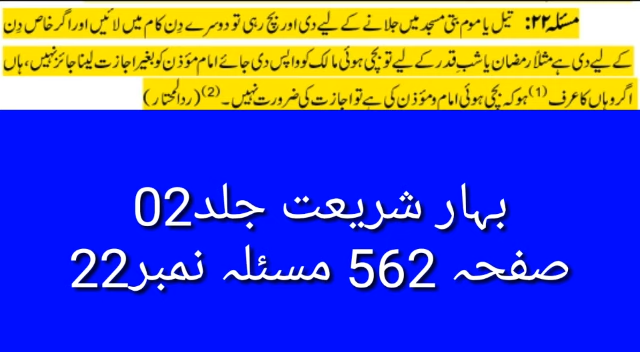 مسئلہ ۲۲: تیل یا موم بتی مسجد میں جلانے کے لیے دی اور بچ رہی تو دوسرے دن کام میں لائیں اور اگر خاص دن
کے لیے دی ہے مثلاً رمضان یا شب قدر کے لیے تو بچی ہوئی مالک کو واپس دی جائے امام مؤذن کو بغیر اجازت لینا جائز نہیں، ہاں
اگر وہاں کا عرف (1) ہو کہ بچی ہوئی امام و مؤذن کی ہے تو اجازت کی ضرورت نہیں۔ (2) (ردالمحتار)
بہار شریعت جلد02
صفحہ 562 مسئلہ نمبر22